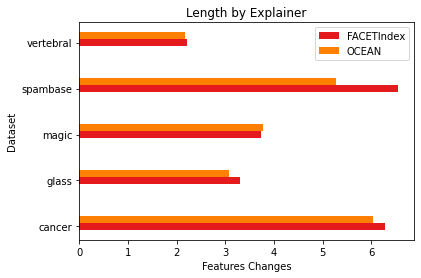 Length by Explainer
FACETIndex
OCEAN
vertebral
spambase
magic
glass
cancer
Dataset
0 1 2 3 4 5 6
Features Changes